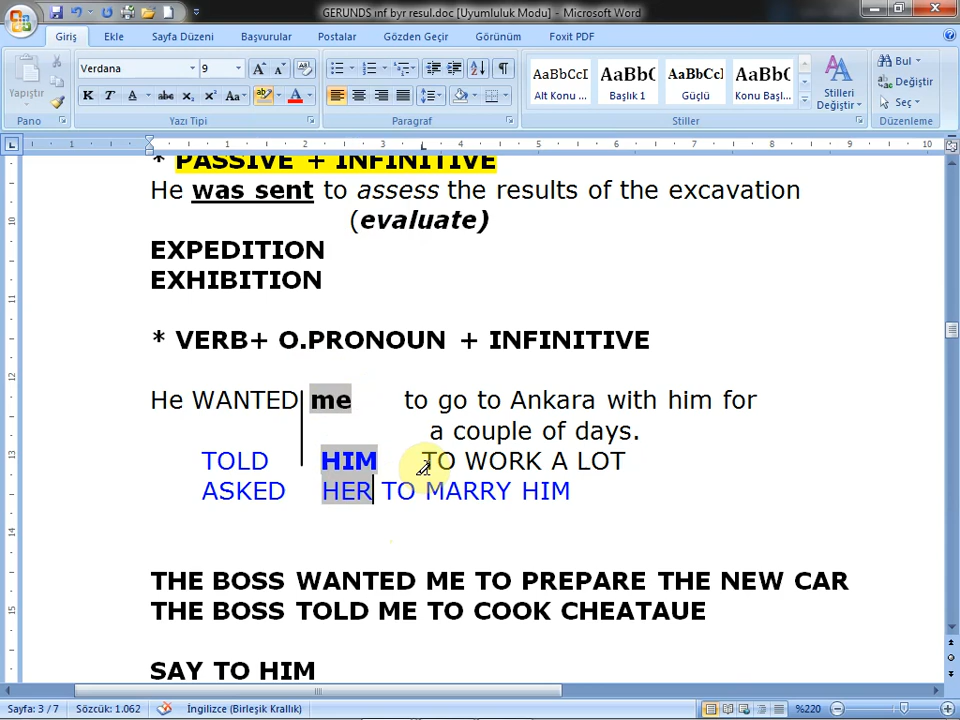 GERUNDS ınf byr resul.doc [Uyumluluk Modu] - Microsoft Word
Giriş Ekle Sayfa Düzeni Başvurular Postalar Gözden Geçir Görünüm Foxit PDF
Verdana 9
Yapıştır
AaBbCcI AaBb( AaBbCcI AaBb(
Alt Konu ... Başlık 1 Güçlü Konu Başl...
Stilleri Değiştir
Bul
Değiştir
Seç
Pano Yazı Tipi Paragraf Stiller Düzenleme
* PASSIVE + INFINITIVE
He was sent to assess the results of the excavation
(evaluate)
EXPEDITION
EXHIBITION
* VERB+ O.PRONOUN + INFINITIVE
He WANTED me to go to Ankara with him for
a couple of days.
TOLD HIM TO WORK A LOT
ASKED HER TO MARRY HIM
THE BOSS WANTED ME TO PREPARE THE NEW CAR
THE BOSS TOLD ME TO COOK CHEATAUE
SAY TO HIM
Sayfa: 3 / 7 Sözcük: 1.062 İngilizce (Birleşik Krallık) %220